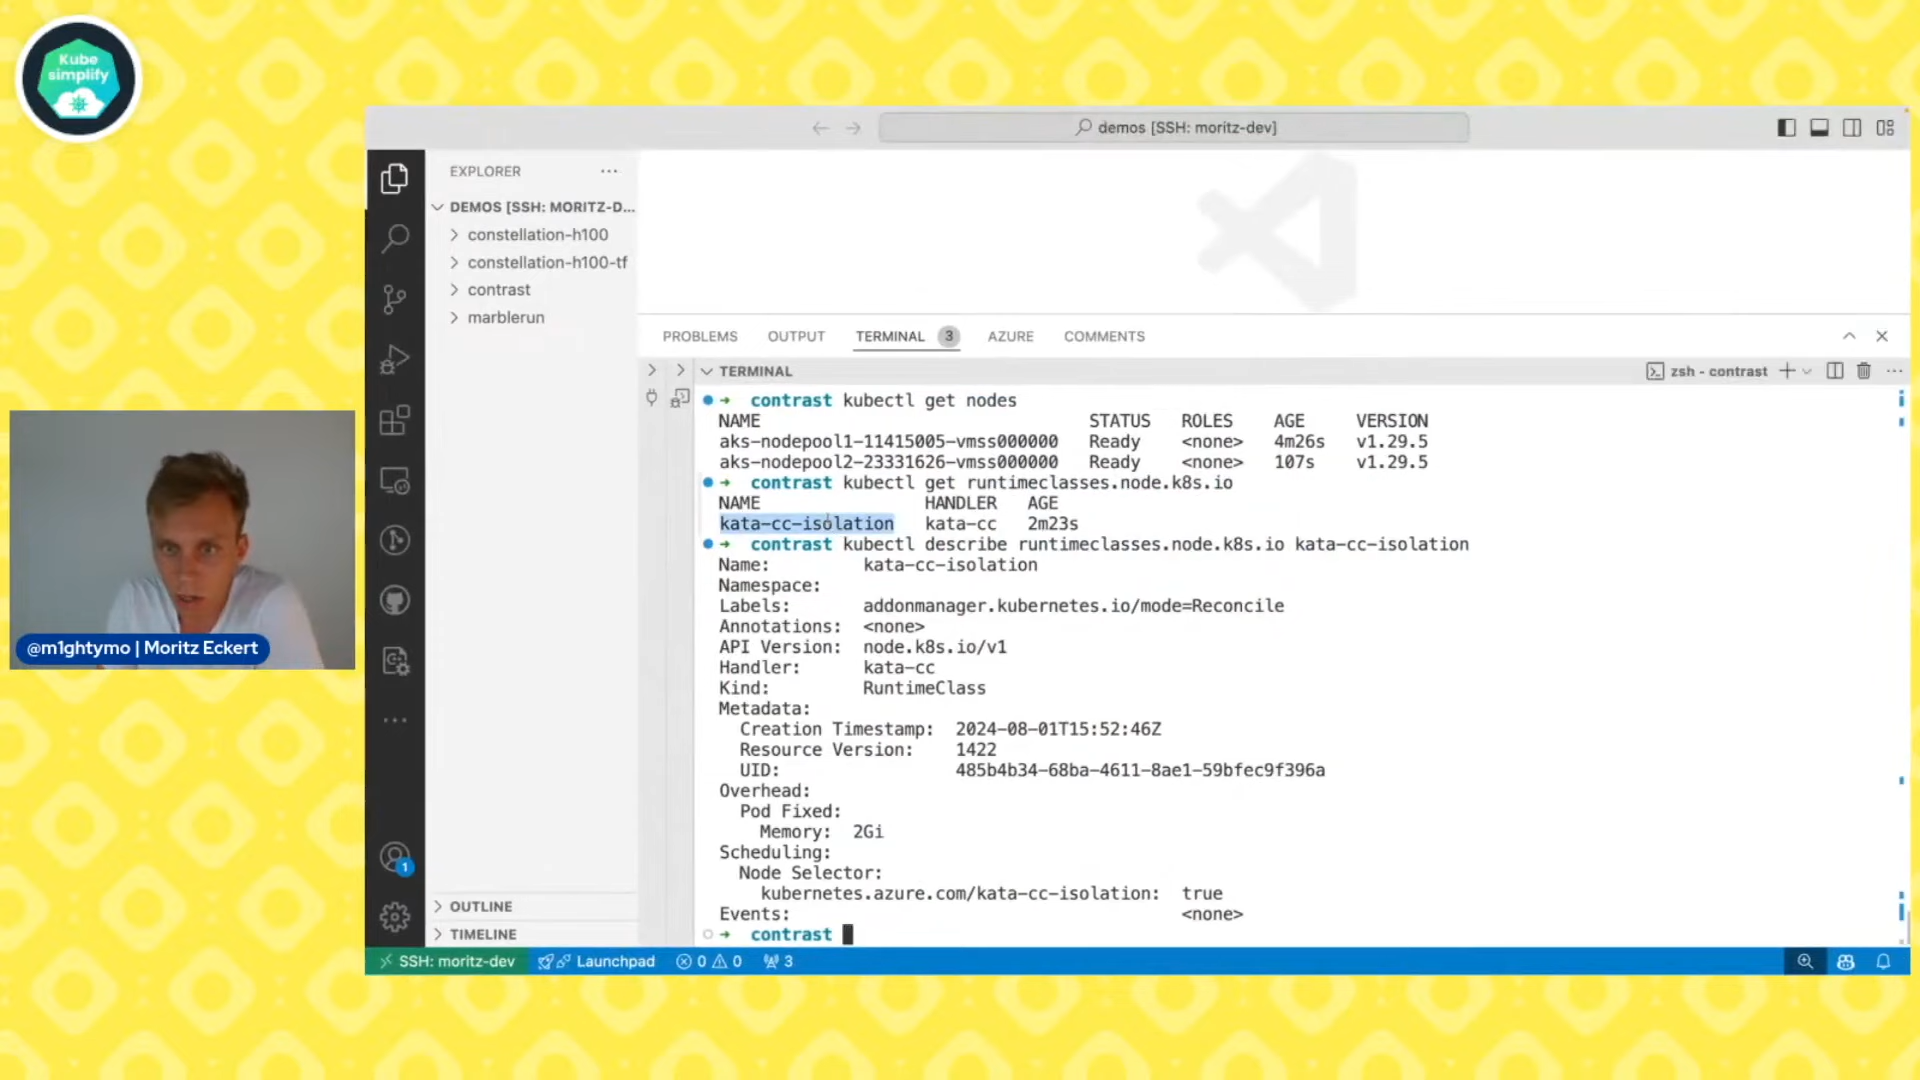 Kube
simplify
demos [SSH: moritz-dev]
EXPLORER
DEMOS [SSH: MORITZ-D...
constellation-h100
constellation-h100-tf
contrast
marblerun
OUTLINE
TIMELINE
PROBLEMS OUTPUT TERMINAL 3 AZURE COMMENTS
TERMINAL
zsh - contrast
contrast kubectl get nodes
NAME STATUS ROLES AGE VERSION
aks-nodepool1-11415005-vmss000000 Ready <none> 4m26s v1.29.5
aks-nodepool2-23331626-vmss000000 Ready <none> 107s v1.29.5
contrast kubectl get runtimeclasses.node.k8s.io
NAME HANDLER AGE
kata-cc-isolation kata-cc 2m23s
contrast kubectl describe runtimeclasses.node.k8s.io kata-cc-isolation
Name: kata-cc-isolation
Namespace:
Labels: addonmanager.kubernetes.io/mode=Reconcile
Annotations: <none>
API Version: node.k8s.io/v1
Handler: kata-cc
Kind: RuntimeClass
Metadata:
Creation Timestamp: 2024-08-01T15:52:46Z
Resource Version: 1422
UID: 485b4b34-68ba-4611-8ae1-59bfec9f396a
Overhead:
Pod Fixed:
Memory: 2Gi
Scheduling:
Node Selector:
kubernetes.azure.com/kata-cc-isolation: true
Events: <none>
contrast
@m1ghtymo | Moritz Eckert
1
SSH: moritz-dev Launchpad 0 0 3